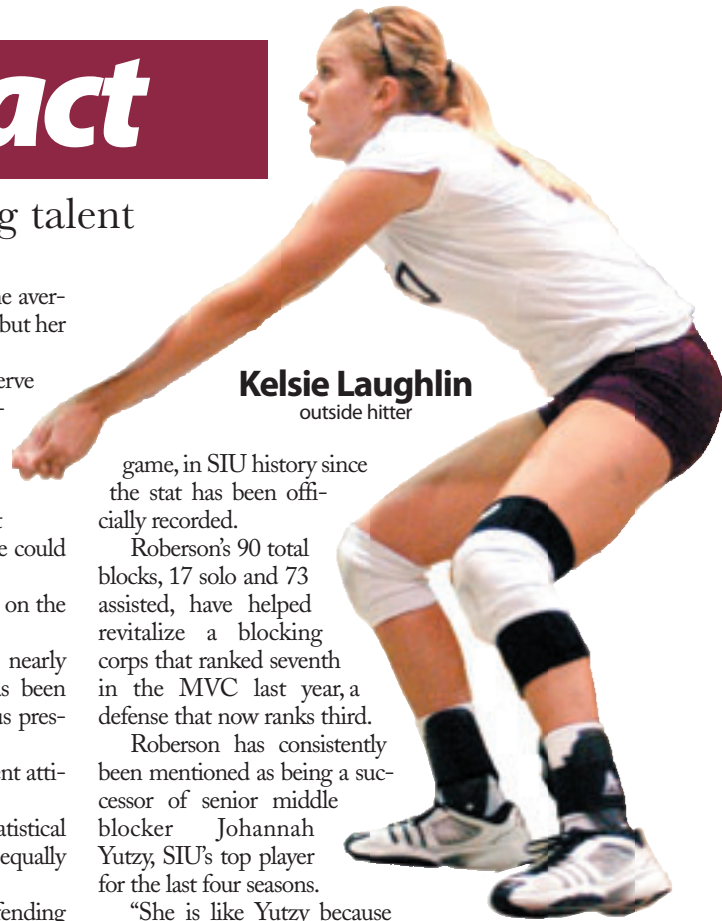 act
g talent
ne aver-
but her
erve
-
t
e could
on the
nearly
s been
us pres-
ent atti-
atistical
equally
fending
Kelsie Laughlin
outside hitter
game, in SIU history since
the stat has been offi-
cially recorded.
Roberson's 90 total
blocks, 17 solo and 73
assisted, have helped
revitalize a blocking
corps that ranked seventh
in the MVC last year, a
defense that now ranks third.
Roberson has consistently
been mentioned as being a suc-
cessor of senior middle
blocker Johannah
Yutzy, SIU's top player
for the last four seasons.
“She is like Yutzy because